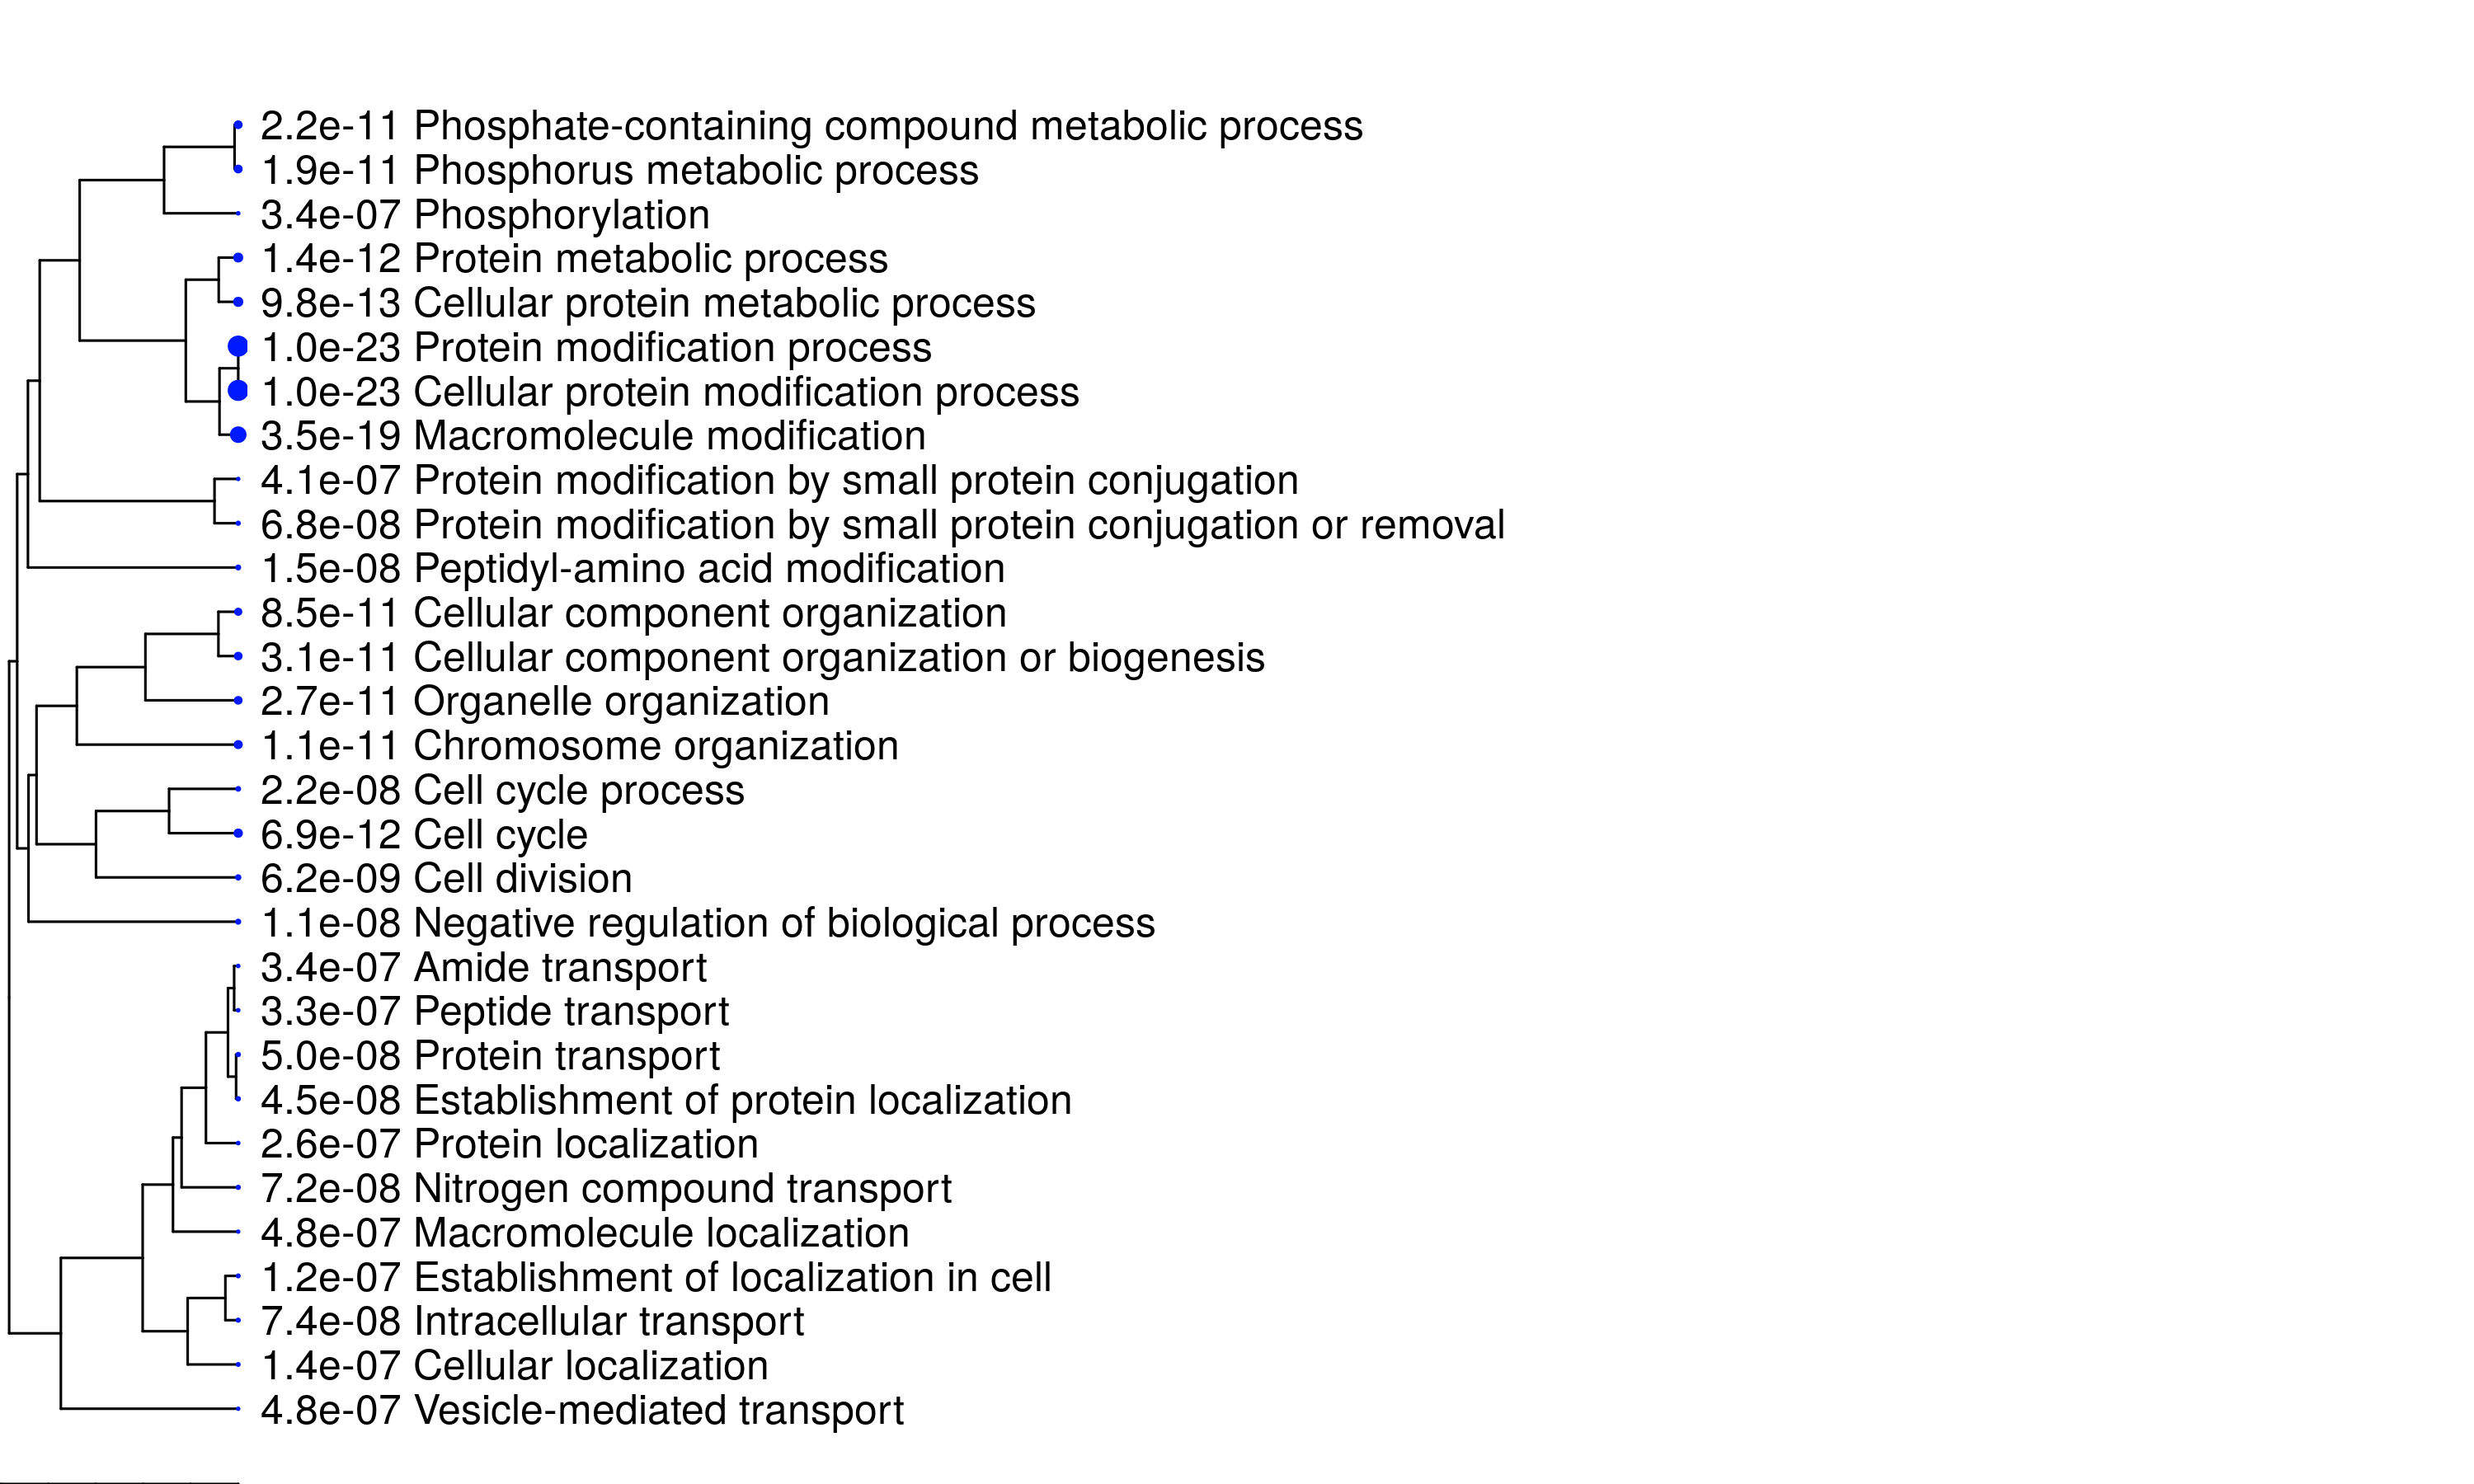 2.2e-11 Phosphate-containing compound metabolic process
1.9e-11 Phosphorus metabolic process
3.4e-07 Phosphorylation
1.4e-12 Protein metabolic process
9.8e-13 Cellular protein metabolic process
1.0e-23 Protein modification process
1.0e-23 Cellular protein modification process
3.5e-19 Macromolecule modification
4.1e-07 Protein modification by small protein conjugation
6.8e-08 Protein modification by small protein conjugation or removal
1.5e-08 Peptidyl-amino acid modification
8.5e-11 Cellular component organization
3.1e-11 Cellular component organization or biogenesis
2.7e-11 Organelle organization
1.1e-11 Chromosome organization
2.2e-08 Cell cycle process
6.9e-12 Cell cycle
6.2e-09 Cell division
1.1e-08 Negative regulation of biological process
3.4e-07 Amide transport
3.3e-07 Peptide transport
5.0e-08 Protein transport
4.5e-08 Establishment of protein localization
2.6e-07 Protein localization
7.2e-08 Nitrogen compound transport
4.8e-07 Macromolecule localization
1.2e-07 Establishment of localization in cell
7.4e-08 Intracellular transport
1.4e-07 Cellular localization
4.8e-07 Vesicle-mediated transport